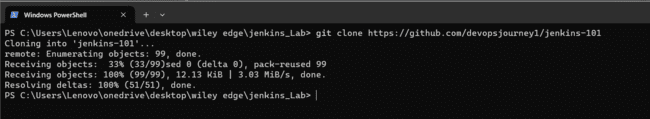 Windows PowerShell
PS C:\Users\Lenovo\onedrive\desktop\wiley edge\jenkins_Lab> git clone https://github.com/devopsjourney1/jenkins-101
Cloning into 'jenkins-101'...
remote: Enumerating objects: 99, done.
Receiving objects:  33% (33/99)sed 0 (delta 0), pack-reused 99
Receiving objects: 100% (99/99), 12.13 KiB | 3.03 MiB/s, done.
Resolving deltas: 100% (51/51), done.
PS C:\Users\Lenovo\onedrive\desktop\wiley edge\jenkins_Lab>